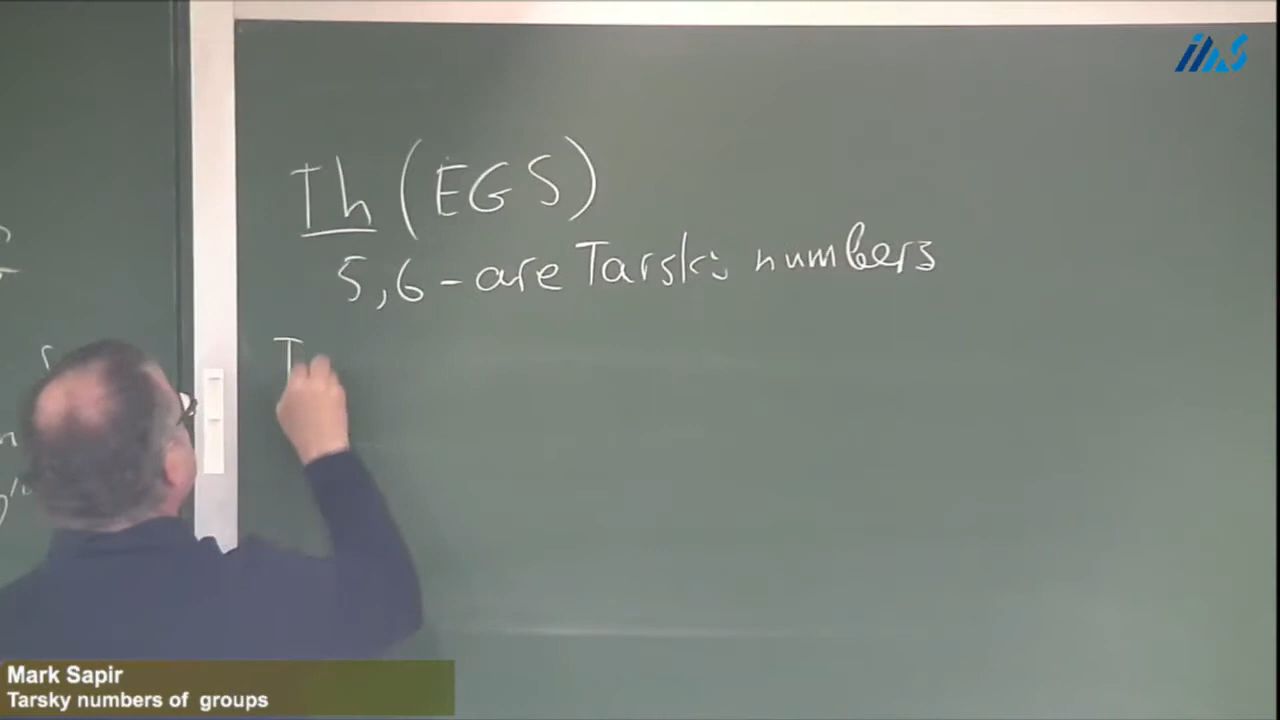 Th (EGS)
5,6 - are Tarski numbers
T
Mark Sapir
Tarsky numbers of groups